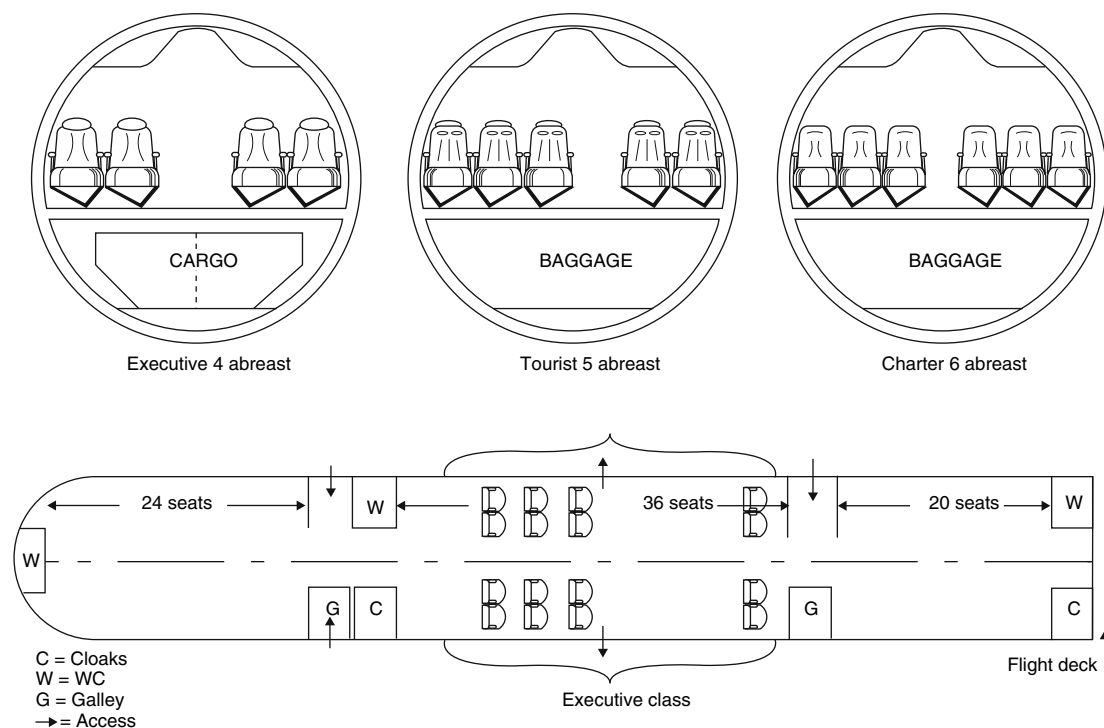 CARGO
BAGGAGE
BAGGAGE
Executive 4 abreast
Tourist 5 abreast
Charter 6 abreast
24 seats
W
36 seats
20 seats
W
W
G
C
G
C
C = Cloaks
W = WC
G = Galley
→ = Access
Executive class
Flight deck